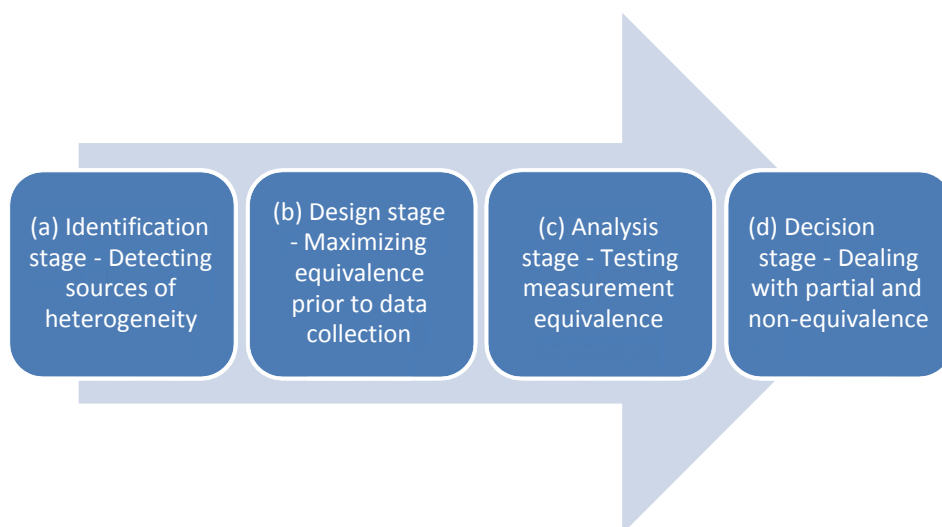 (a) Identification
stage - Detecting
sources of
heterogeneity
(b) Design stage
- Maximizing
equivalence
prior to data
collection
(c) Analysis
stage - Testing
measurement
equivalence
(d) Decision
stage - Dealing
with partial and
non-equivalence